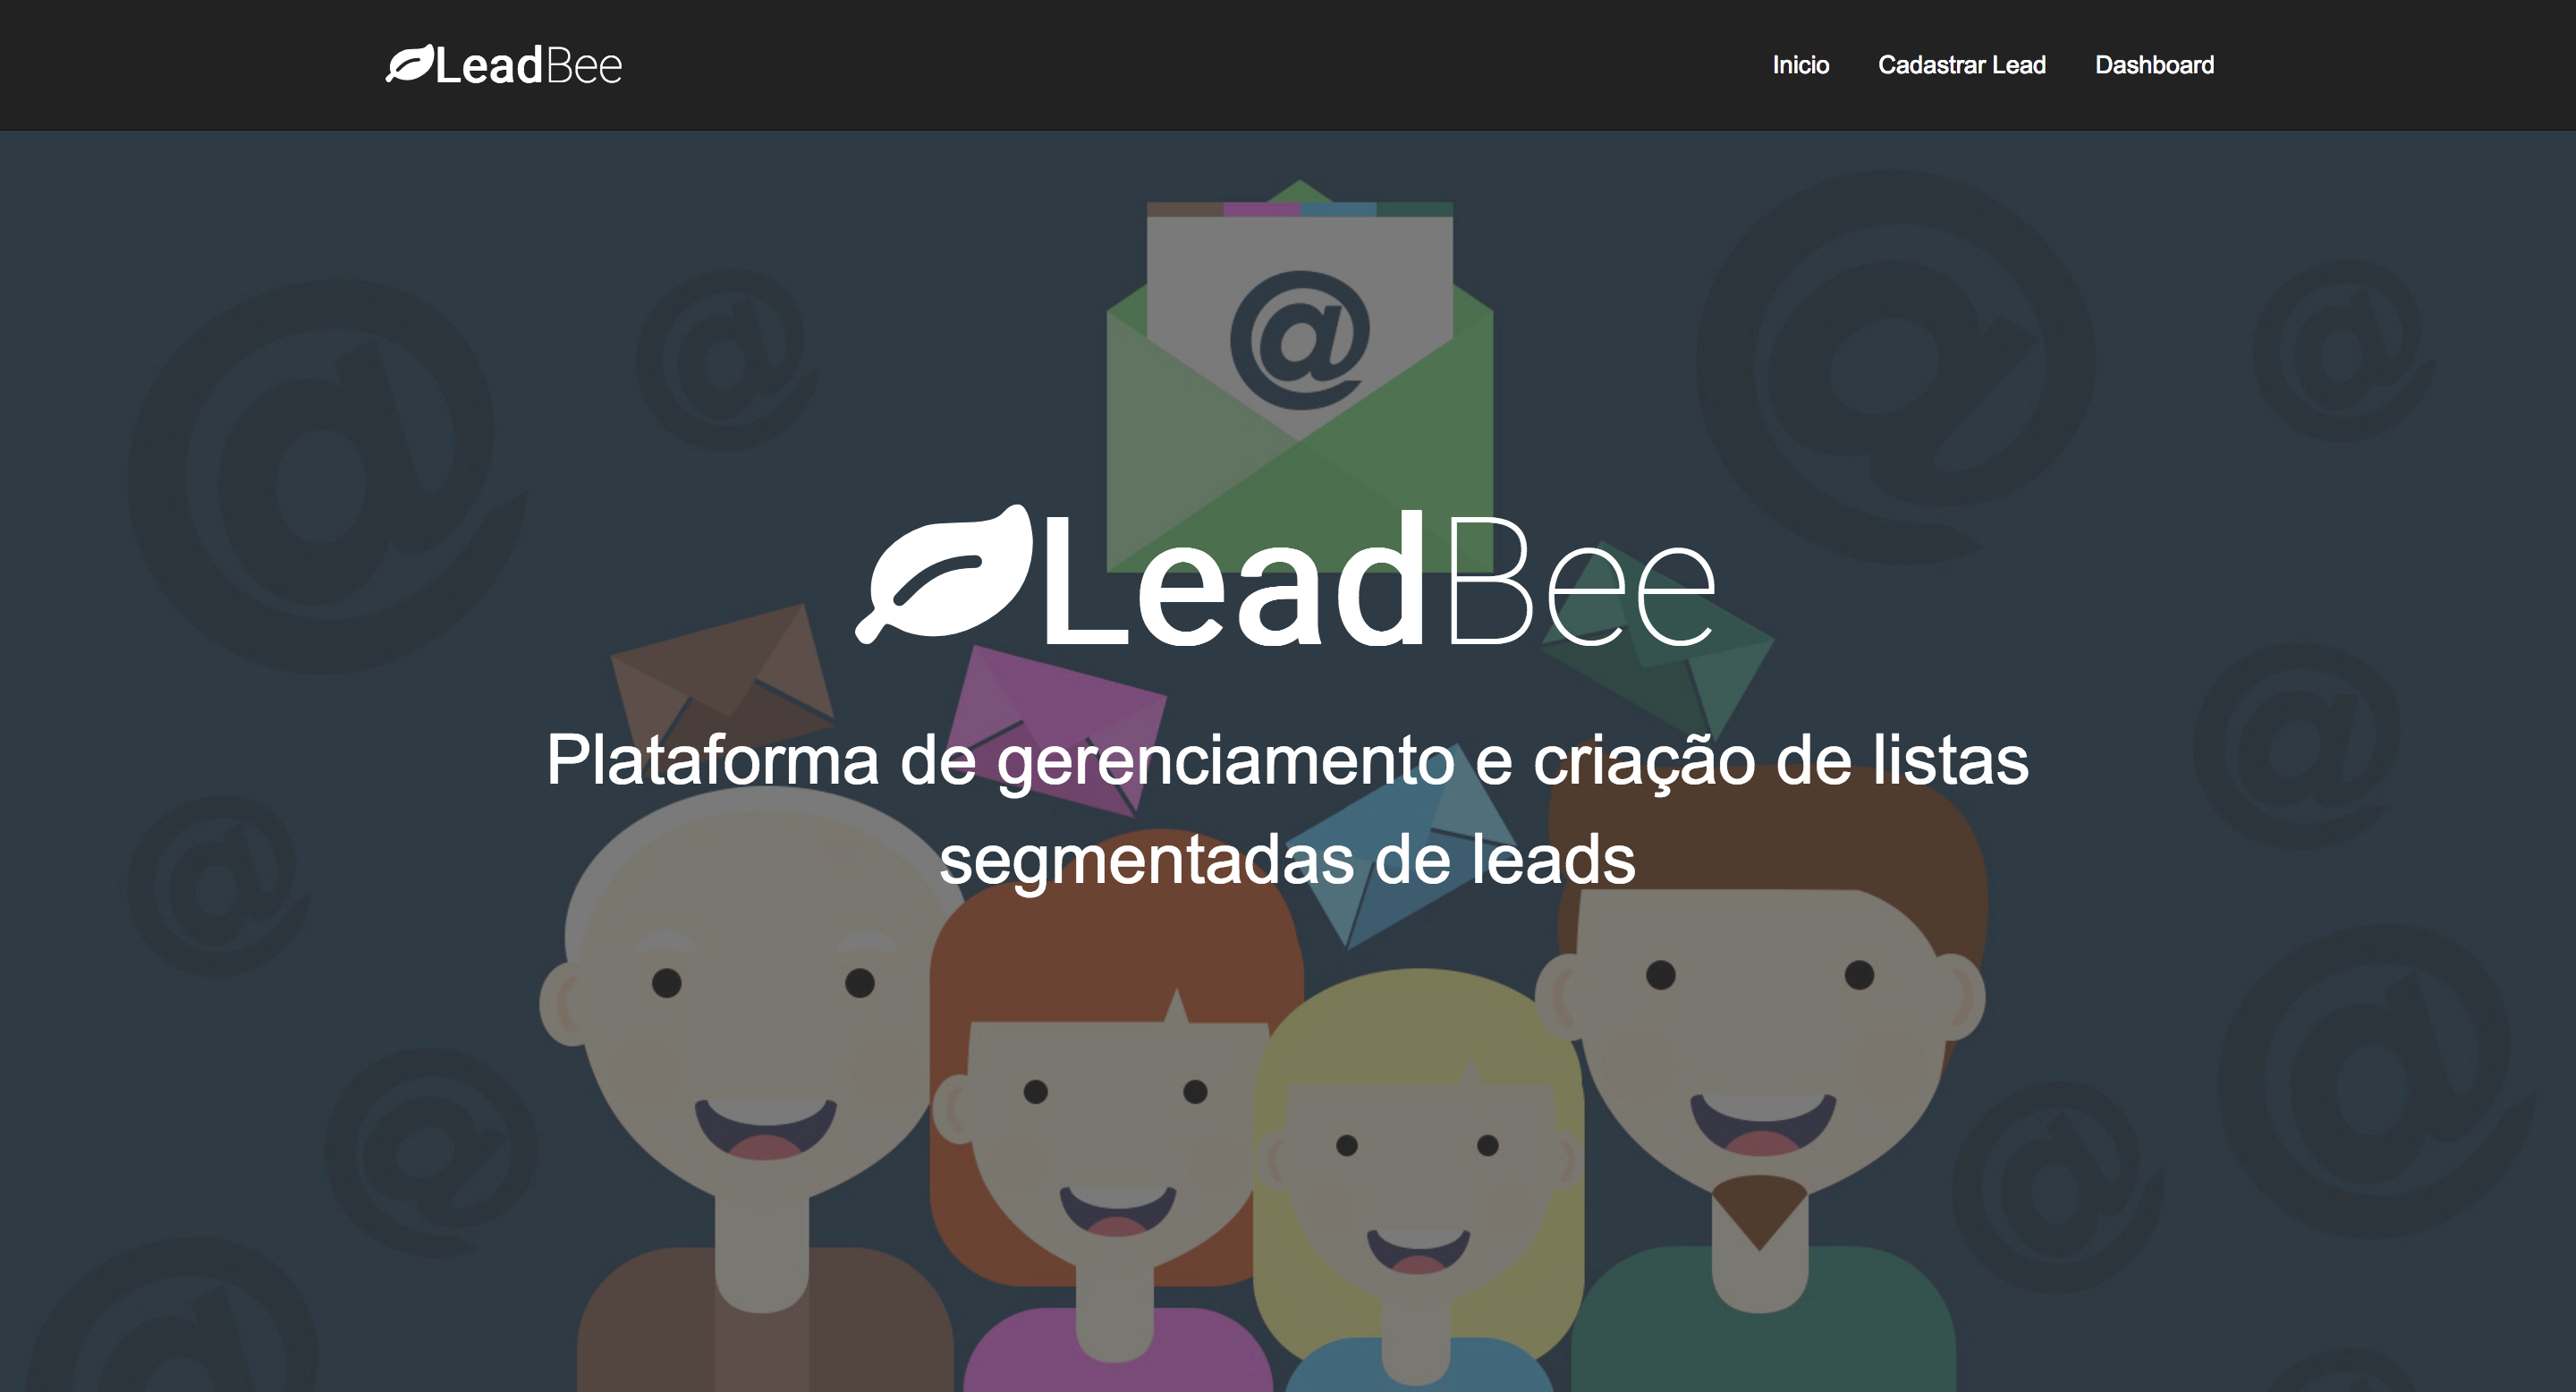 LeadBee
Inicio Cadastrar Lead Dashboard
@
LeadBee
Plataforma de gerenciamento e criação de listas
segmentadas de leads